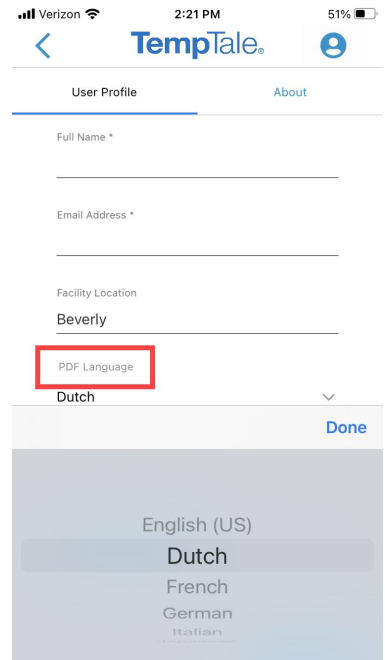 Verizon 2:21 PM 51%
TempTale®
User Profile About
Full Name *
Email Address *
Facility Location
Beverly
PDF Language
Dutch
Done
English (US)
Dutch
French
German
Italian